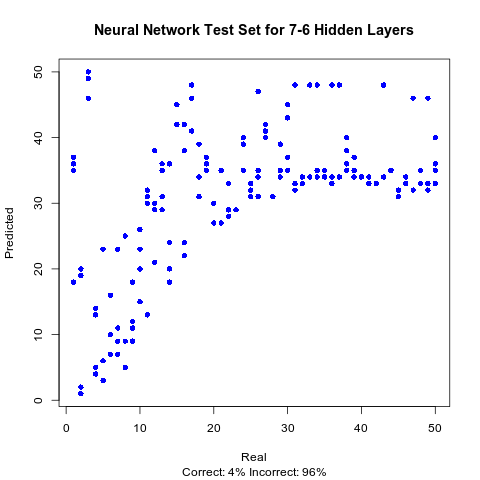 Neural Network Test Set for 7-6 Hidden Layers
50
40
30
20
10
0
Predicted
0 10 20 30 40 50
Real
Correct: 4% Incorrect: 96%